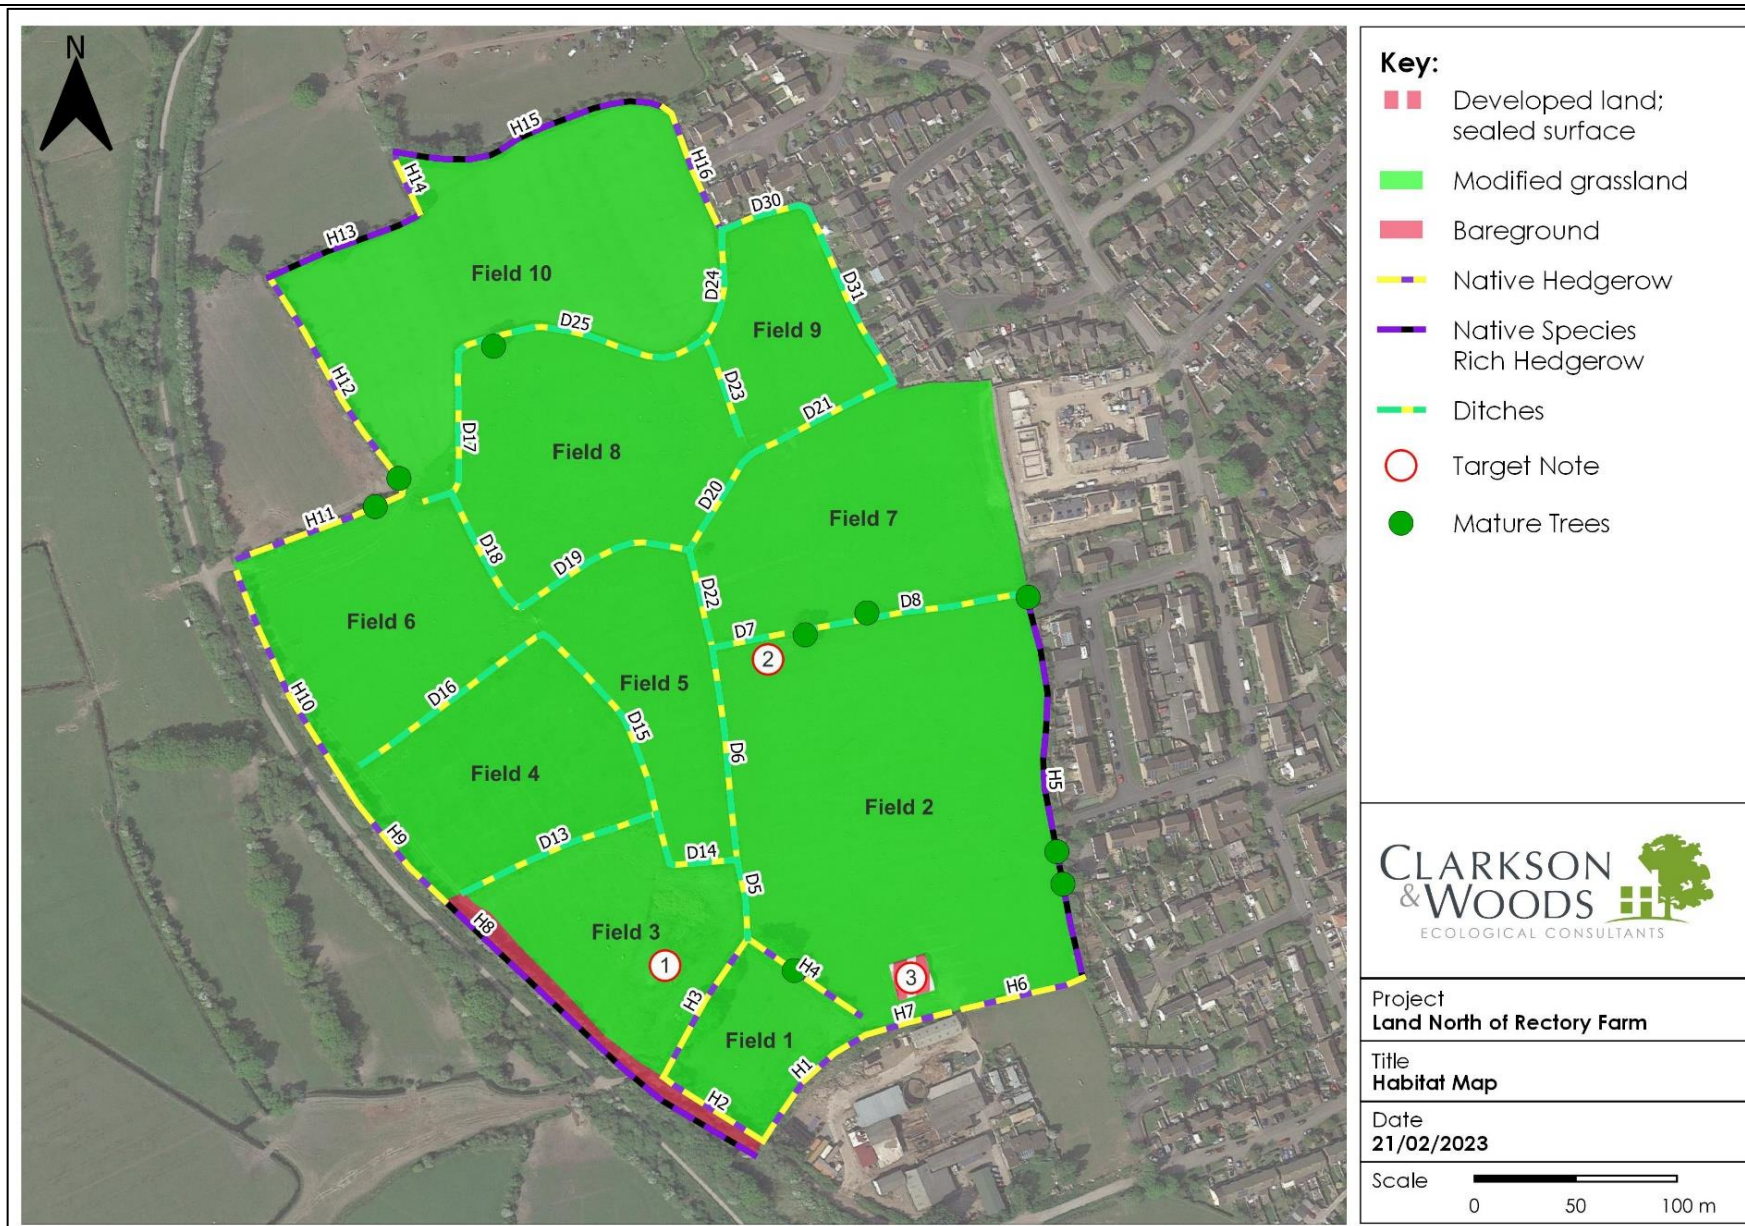 N
H15
H14
H16
H13
D30
D24
D31
Field 10
D25
Field 9
H12
D23
D21
D17
Field 8
D20
H11
Field 7
D18
D19
D22
D8
Field 6
D7
2
D16
Field 5
H10
D15
D6
Field 4
H5
Field 2
H9
D13
D14
D5
H8
Field 3
1
H4
3
H3
H6
H7
Field 1
H1
H2
Key:
Developed land;
sealed surface
Modified grassland
Bareground
Native Hedgerow
Native Species
Rich Hedgerow
Ditches
Target Note
Mature Trees
CLARKSON
& WOODS
ECOLOGICAL CONSULTANTS
Project
Land North of Rectory Farm
Title
Habitat Map
Date
21/02/2023
Scale
0 50 100 m